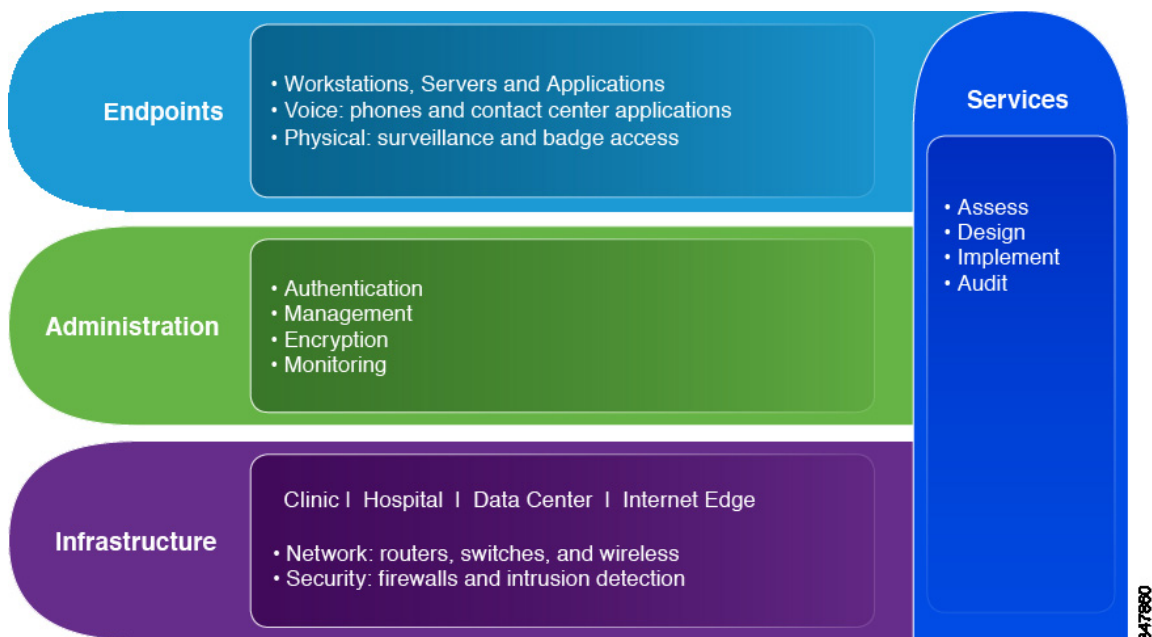 Endpoints
• Workstations, Servers and Applications
• Voice: phones and contact center applications
• Physical: surveillance and badge access
Administration
• Authentication
• Management
• Encryption
• Monitoring
Infrastructure
Clinic | Hospital | Data Center | Internet Edge
• Network: routers, switches, and wireless
• Security: firewalls and intrusion detection
Services
• Assess
• Design
• Implement
• Audit
347860